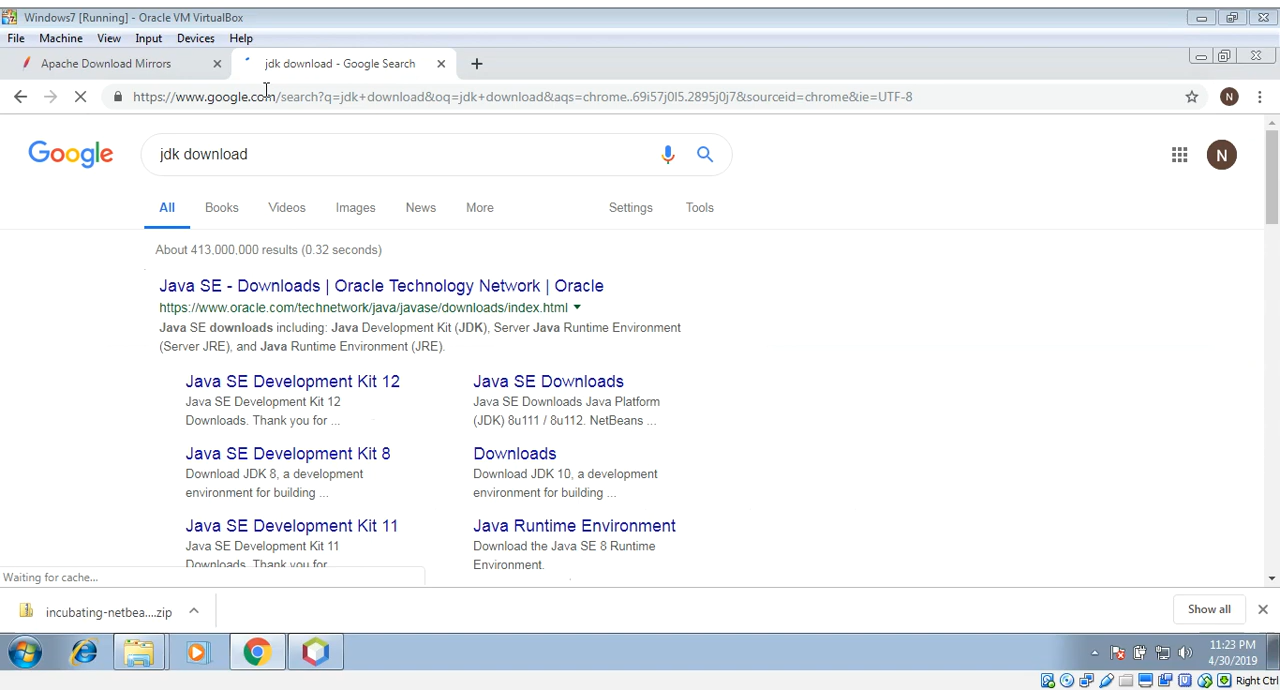 Windows7 [Running] - Oracle VM VirtualBox
File Machine View Input Devices Help
Apache Download Mirrors
jdk download - Google Search
https://www.google.com/search?q=jdk+download&oq=jdk+download&aqs=chrome..69i57j0l5.2895j0j7&sourceid=chrome&ie=UTF-8
N
Google
jdk download
N
All Books Videos Images News More Settings Tools
About 413,000,000 results (0.32 seconds)
Java SE - Downloads | Oracle Technology Network | Oracle
https://www.oracle.com/technetwork/java/javase/downloads/index.html
Java SE downloads including: Java Development Kit (JDK), Server Java Runtime Environment
(Server JRE), and Java Runtime Environment (JRE).
Java SE Development Kit 12
Java SE Development Kit 12
Downloads. Thank you for ...
Java SE Downloads
Java SE Downloads Java Platform
(JDK) 8u111 / 8u112. NetBeans ...
Java SE Development Kit 8
Download JDK 8, a development
environment for building ...
Downloads
Download JDK 10, a development
environment for building ...
Java SE Development Kit 11
Java SE Development Kit 11
Downloads. Thank you for
Java Runtime Environment
Download the Java SE 8 Runtime
Environment.
Waiting for cache...
incubating-netbea....zip
Show all
11:23 PM
4/30/2019
Right Ctrl